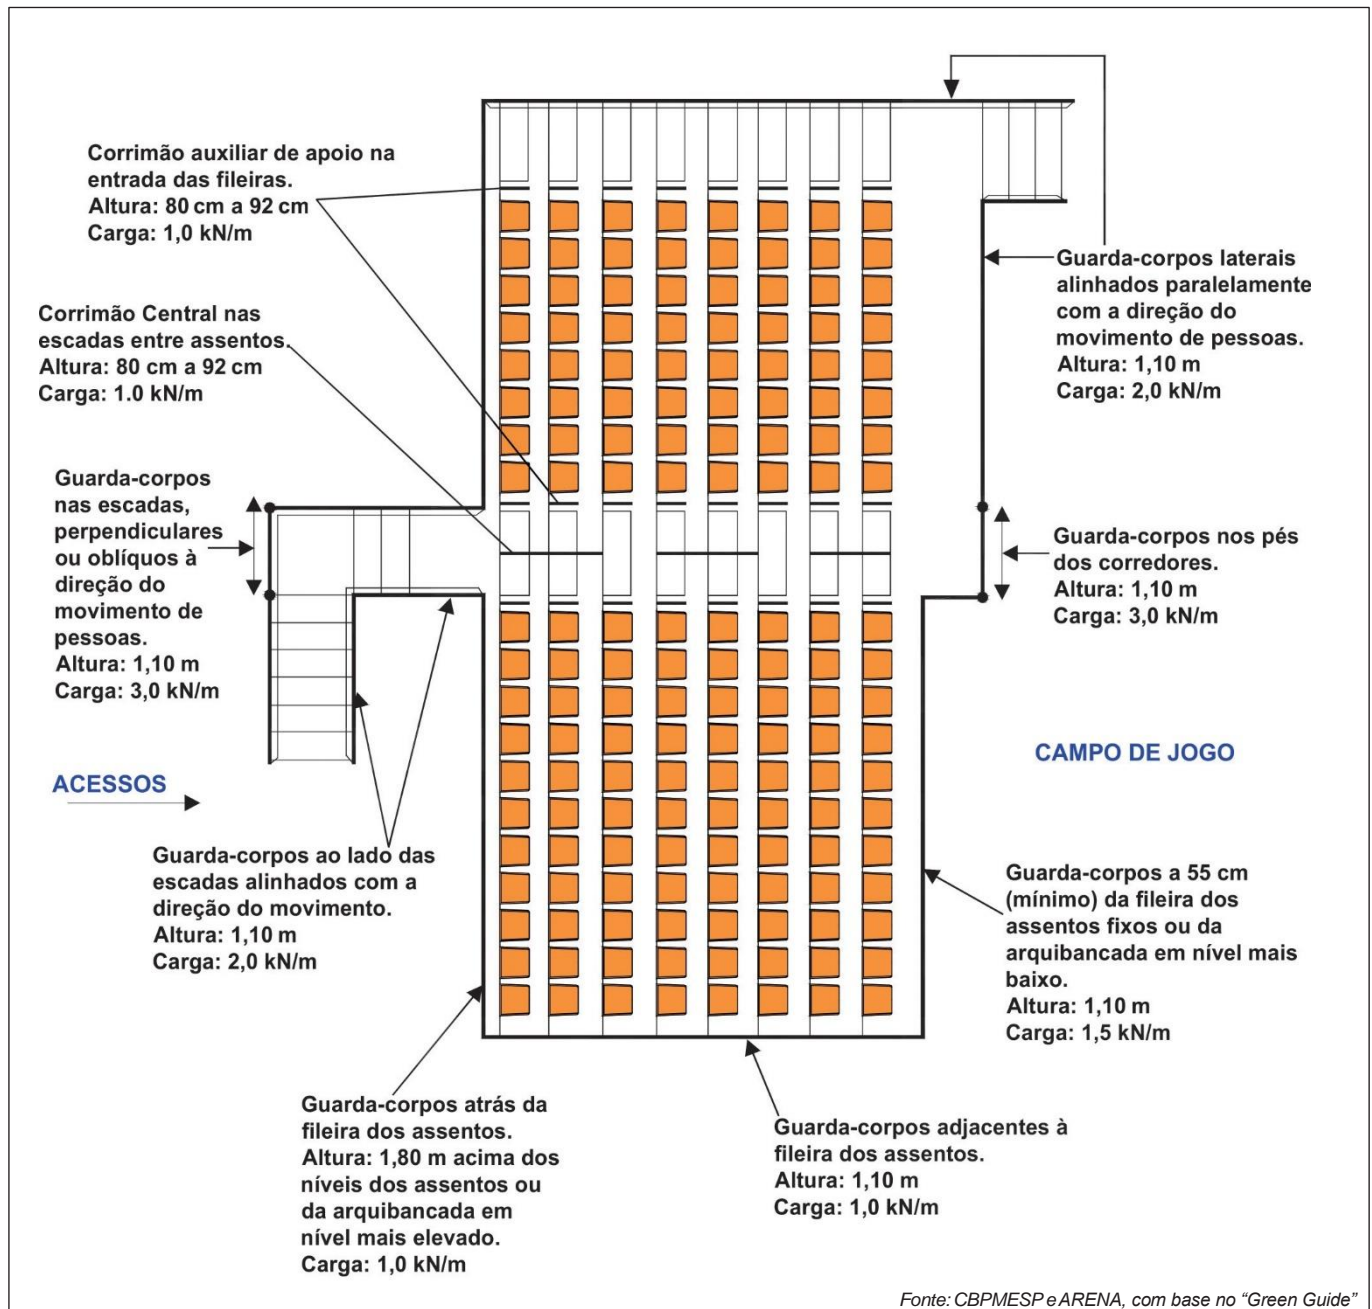 Corrimão auxiliar de apoio na
entrada das fileiras.
Altura: 80 cm a 92 cm
Carga: 1,0 kN/m
Corrimão Central nas
escadas entre assentos.
Altura: 80 cm a 92 cm
Carga: 1.0 kN/m
Guarda-corpos
nas escadas,
perpendiculares
ou oblíquos à
direção do
movimento de
pessoas.
Altura: 1,10 m
Carga: 3,0 kN/m
ACESSOS
Guarda-corpos ao lado das
escadas alinhados com a
direção do movimento.
Altura: 1,10 m
Carga: 2,0 kN/m
Guarda-corpos atrás da
fileira dos assentos.
Altura: 1,80 m acima dos
níveis dos assentos ou
da arquibancada em
nível mais elevado.
Carga: 1,0 kN/m
Guarda-corpos laterais
alinhados paralelamente
com a direção do
movimento de pessoas.
Altura: 1,10 m
Carga: 2,0 kN/m
Guarda-corpos nos pés
dos corredores.
Altura: 1,10 m
Carga: 3,0 kN/m
CAMPO DE JOGO
Guarda-corpos a 55 cm
(mínimo) da fileira dos
assentos fixos ou da
arquibancada em nível mais
baixo.
Altura: 1,10 m
Carga: 1,5 kN/m
Guarda-corpos adjacentes à
fileira dos assentos.
Altura: 1,10 m
Carga: 1,0 kN/m
Fonte: CBPMESP e ARENA, com base no “Green Guide”